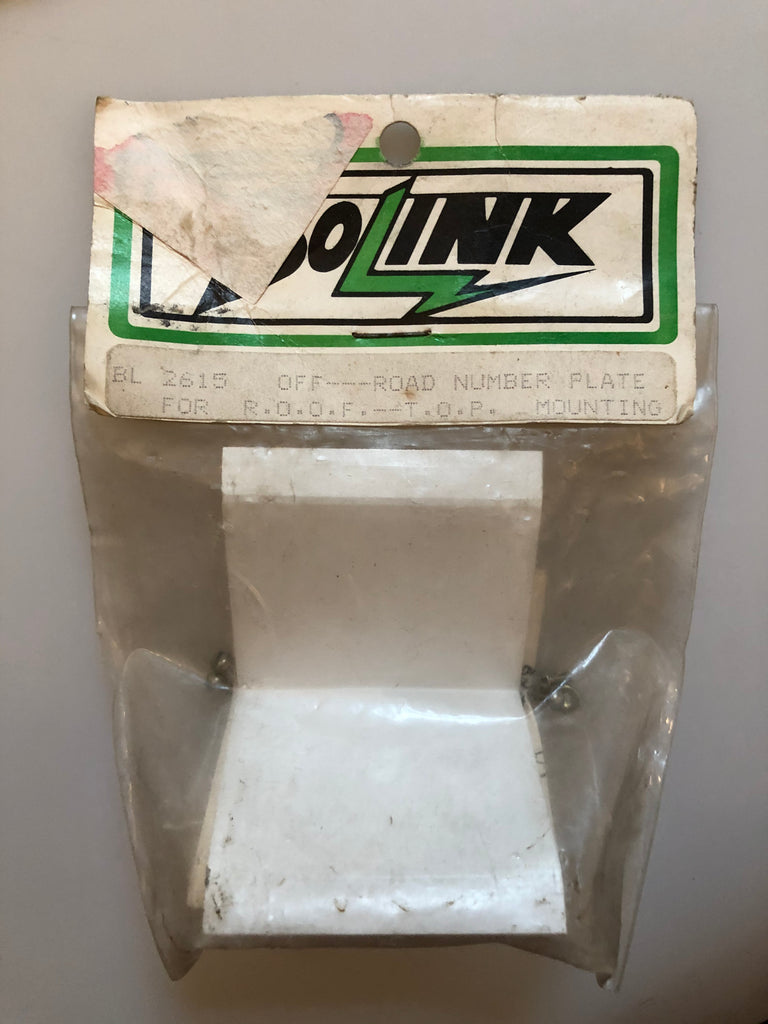 OLINK
BL 2615 OFF---ROAD NUMBER PLATE
FOR R.O.O.F.--T.O.P. MOUNTING